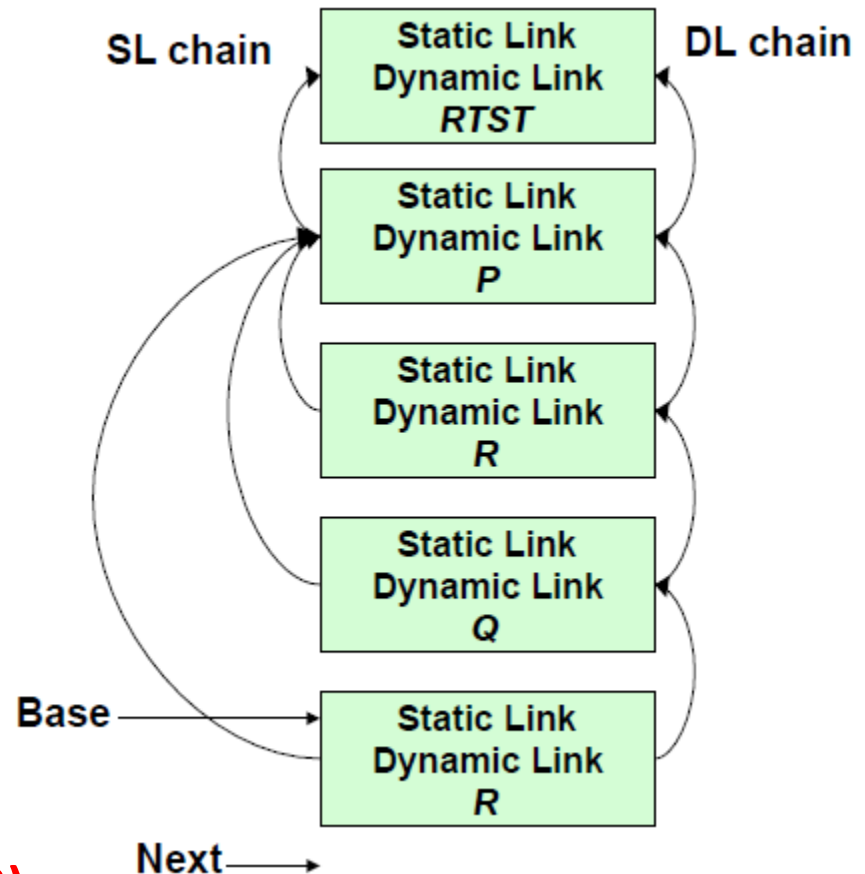 SL chain
DL chain
Static Link
Dynamic Link
RTST
Static Link
Dynamic Link
P
Static Link
Dynamic Link
R
Static Link
Dynamic Link
Q
Base
Static Link
Dynamic Link
R
Next